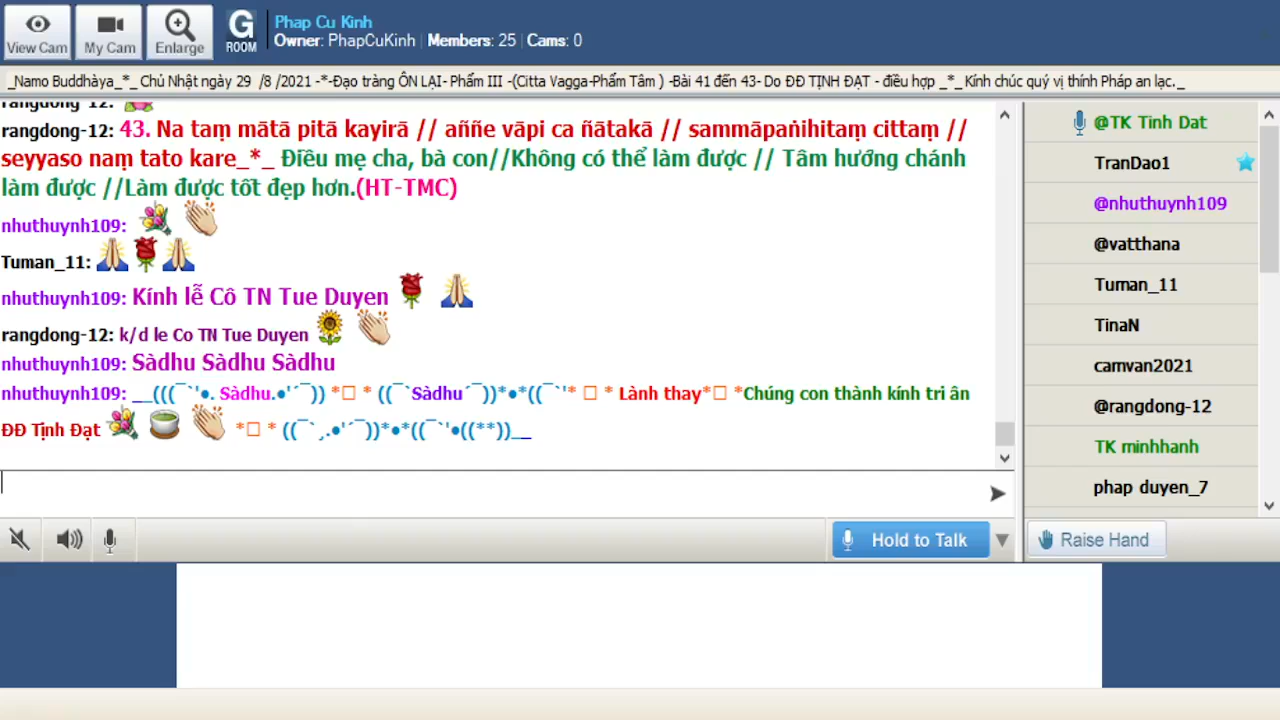 View Cam
My Cam
Enlarge
G
ROOM
Phap Cu Kinh
Owner: PhapCuKinh | Members: 25 | Cams: 0
_Namo Buddhàya_*_ Chủ Nhật ngày 29 /8 /2021 -*-Đạo tràng ÔN LẠI- Phẩm III -(Citta Vagga-Phẩm Tâm ) -Bài 41 đến 43- Do ĐĐ TỊNH ĐẠT - điều hợp _*_ Kính chúc quý vị thính Pháp an lạc._
rangdong-12:
rangdong-12: 43. Na taṃ mātā pitā kayirā // aññe vāpi ca ñātakā // sammāpaṅihitaṃ cittaṃ //
seyyaso naṃ tato kare_*_ Điều mẹ cha, bà con//Không có thể làm được // Tâm hướng chánh
làm được //Làm được tốt đẹp hơn.(HT-TMC)
nhuthuynh109:
Tuman_11:
nhuthuynh109: Kính lễ Cô TN Tue Duyen
rangdong-12: k/d le Co TN Tue Duyen
nhuthuynh109: Sàdhu Sàdhu Sàdhu
nhuthuynh109: __(((¯`'•. Sàdhu.•'´¯)) *□ * ((¯`Sàdhu´¯))*•*((¯`'* □ * Lành thay*□ *Chúng con thành kính tri ân
ĐĐ Tịnh Đạt *□ * ((¯`¸.•'´¯))*•*((¯`'•((**))__
Hold to Talk
@TK Tinh Dat
TranDao1
@nhuthuynh109
@vatthana
Tuman_11
TinaN
camvan2021
@rangdong-12
TK minhhanh
phap duyen_7
Raise Hand